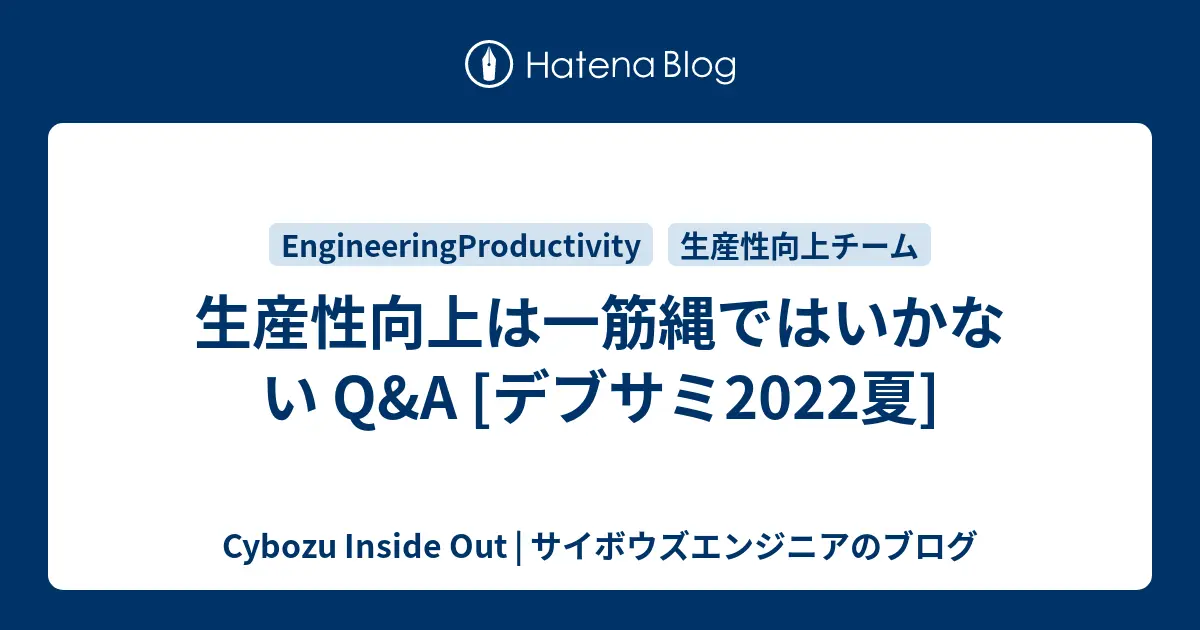 Hatena Blog
EngineeringProductivity 生産性向上チーム
生産性向上は一筋縄ではいかな
い Q&A [デブサミ2022夏]
Cybozu Inside Out | サイボウズエンジニアのブログ